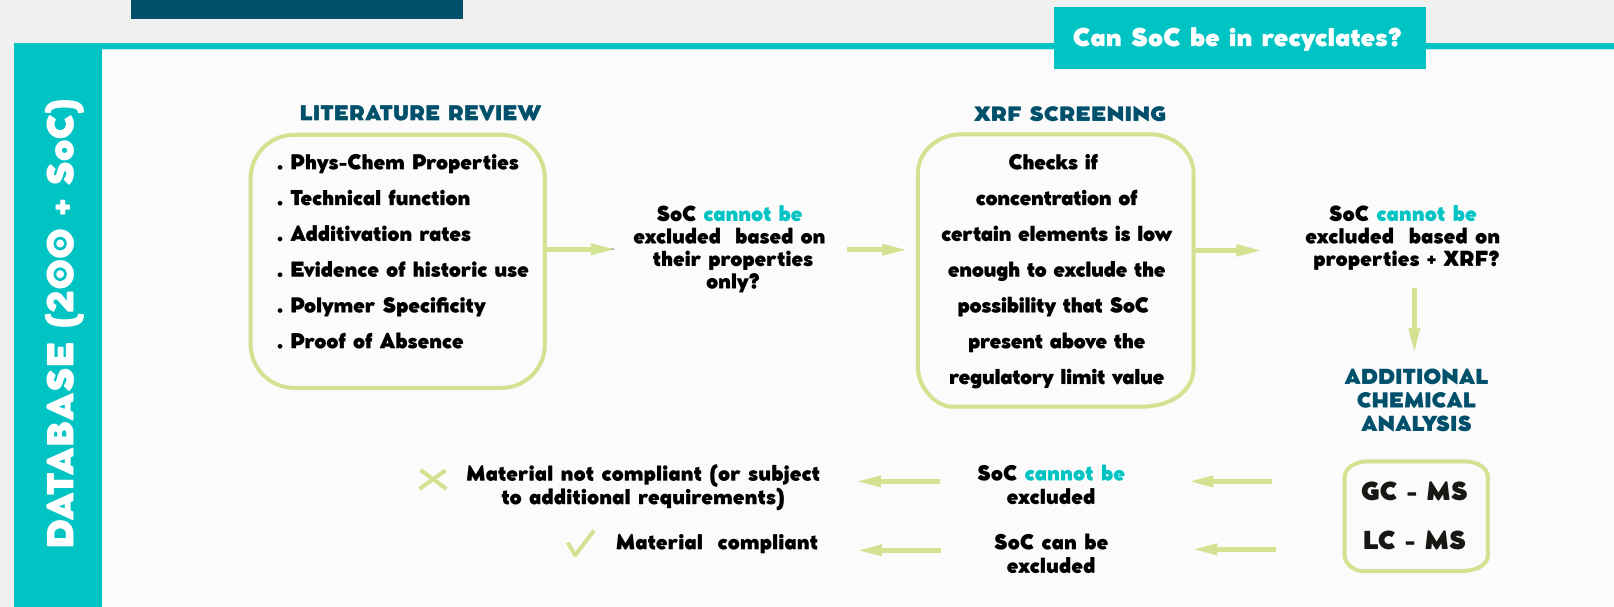 Can SoC be in recyclates?
DATABASE (200 + SoC)
LITERATURE REVIEW
. Phys-Chem Properties
. Technical function
. Additivation rates
. Evidence of historic use
. Polymer Specificity
. Proof of Absence
SoC cannot be
excluded based on
their properties
only?
XRF SCREENING
Checks if
concentration of
certain elements is low
enough to exclude the
possibility that SoC
present above the
regulatory limit value
SoC cannot be
excluded based on
properties + XRF?
ADDITIONAL
CHEMICAL
ANALYSIS
GC - MS
LC - MS
SoC cannot be
excluded
Material not compliant (or subject
to additional requirements)
SoC can be
excluded
Material compliant